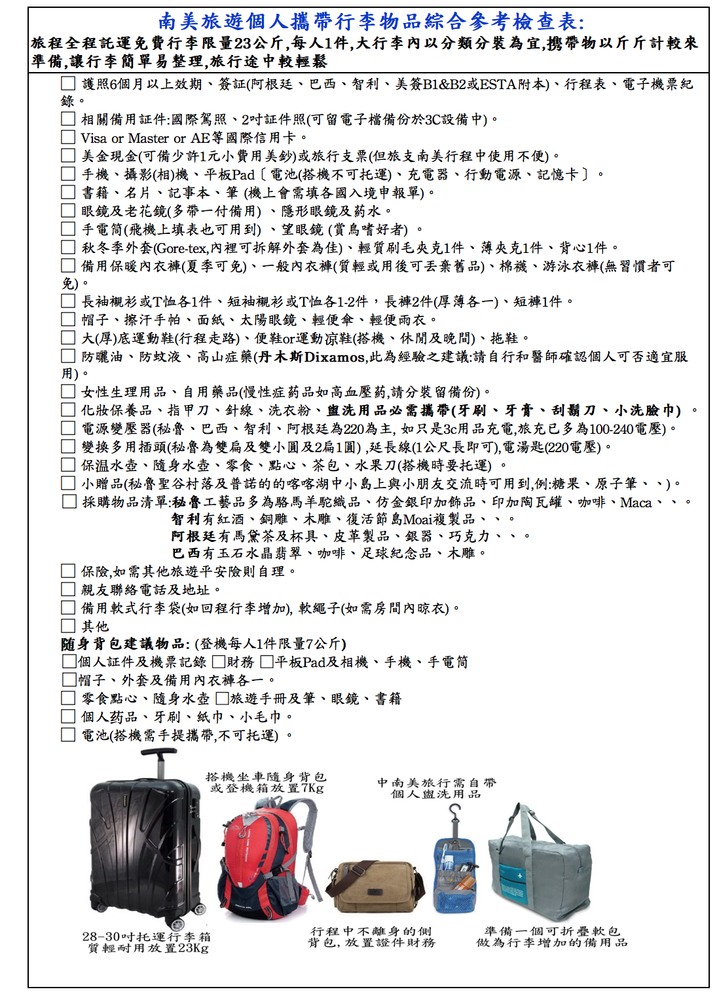 南美旅遊個人攜帶行李物品綜合參考檢查表:
旅程全程託運免費行李限量23公斤,每人1件,大行李內以分類分裝為宜,携帶物以斤斤計較來
準備,讓行李簡單易整理,旅行途中較輕鬆
□ 護照6個月以上效期、簽証(阿根廷、巴西、智利、美簽B1&B2或ESTA附本)、行程表、電子機票紀
錄。
□ 相關備用証件:國際駕照、2吋証件照(可留電子檔備份於3C設備中)。
□ Visa or Master or AE等國際信用卡。
□ 美金現金(可備少許1元小費用美鈔)或旅行支票(但旅支南美行程中使用不便)。
□ 手機、攝影(相)機、平板Pad〔電池(搭機不可托運)、充電器、行動電源、記憶卡〕。
□ 書籍、名片、記事本、筆 (機上會需填各國入境申報單)。
□ 眼鏡及老花鏡(多帶一付備用) 、隱形眼鏡及葯水。
□ 手電筒(飛機上填表也可用到) 、望眼鏡 (賞鳥嗜好者) 。
□ 秋冬季外套(Gore-tex,內裡可拆解外套為佳)、輕質刷毛夾克1件、薄夾克1件、背心1件。
□ 備用保暖內衣褲(夏季可免)、一般內衣褲(質輕或用後可丟棄舊品)、棉襪、游泳衣褲(無習慣者可
免)。
□ 長袖襯衫或T恤各1件、短袖襯衫或T恤各1-2件，長褲2件(厚薄各一)、短褲1件。
□ 帽子、擦汗手帕、面紙、太陽眼鏡、輕便傘、輕便雨衣。
□ 大(厚)底運動鞋(行程走路)、便鞋or運動凉鞋(搭機、休閒及晚間)、拖鞋。
□ 防曬油、防蚊液、高山症藥(丹木斯Dixamos,此為經驗之建議:請自行和醫師確認個人可否適宜服
用)。
□ 女性生理用品、自用藥品(慢性症葯品如高血壓葯,請分裝留備份)。
□ 化妝保養品、指甲刀、針線、洗衣粉、盥洗用品必需攜帶(牙刷、牙膏、刮鬍刀、小洗臉巾) 。
□ 電源變壓器(秘魯、巴西、智利、阿根廷為220為主, 如只是3c用品充電,旅充已多為100-240電壓)。
□ 變換多用插頭(秘魯為雙扁及雙小圓及2扁1圓) ,延長線(1公尺長即可),電湯匙(220電壓)。
□ 保温水壺、隨身水壺、零食、點心、茶包、水果刀(搭機時要托運) 。
□ 小贈品(秘魯聖谷村落及普諾的的喀喀湖中小島上與小朋友交流時可用到,例:糖果、原子筆、、)。
□ 採購物品清單:秘魯工藝品多為駱馬羊駝織品、仿金銀印加飾品、印加陶瓦罐、咖啡、Maca、、。
智利有紅酒、銅雕、木雕、復活節島Moai複製品、、。
阿根廷有馬黛茶及杯具、皮革製品、銀器、巧克力、、。
巴西有玉石水晶翡翠、咖啡、足球紀念品、木雕。
□ 保險,如需其他旅遊平安險則自理。
□ 親友聯絡電話及地址。
□ 備用軟式行李袋(如回程行李增加), 軟繩子(如需房間內晾衣)。
□ 其他
随身背包建議物品: (登機每人1件限量7公斤)
□個人証件及機票記錄 □財務 □平板Pad及相機、手機、手電筒
□帽子、外套及備用內衣褲各一。
□ 零食點心、隨身水壺 □旅遊手冊及筆、眼鏡、書籍
□ 個人药品、牙刷、紙巾、小毛巾。
□ 電池(搭機需手提攜帶,不可托運) 。
搭機坐車隨身背包
或登機箱放置7Kg
中南美旅行需自帶
個人盥洗用品
28-30吋托運行李箱
質輕耐用放置23Kg
行程中不離身的側
背包, 放置證件財務
準備一個可折疊軟包
做為行李增加的備用品